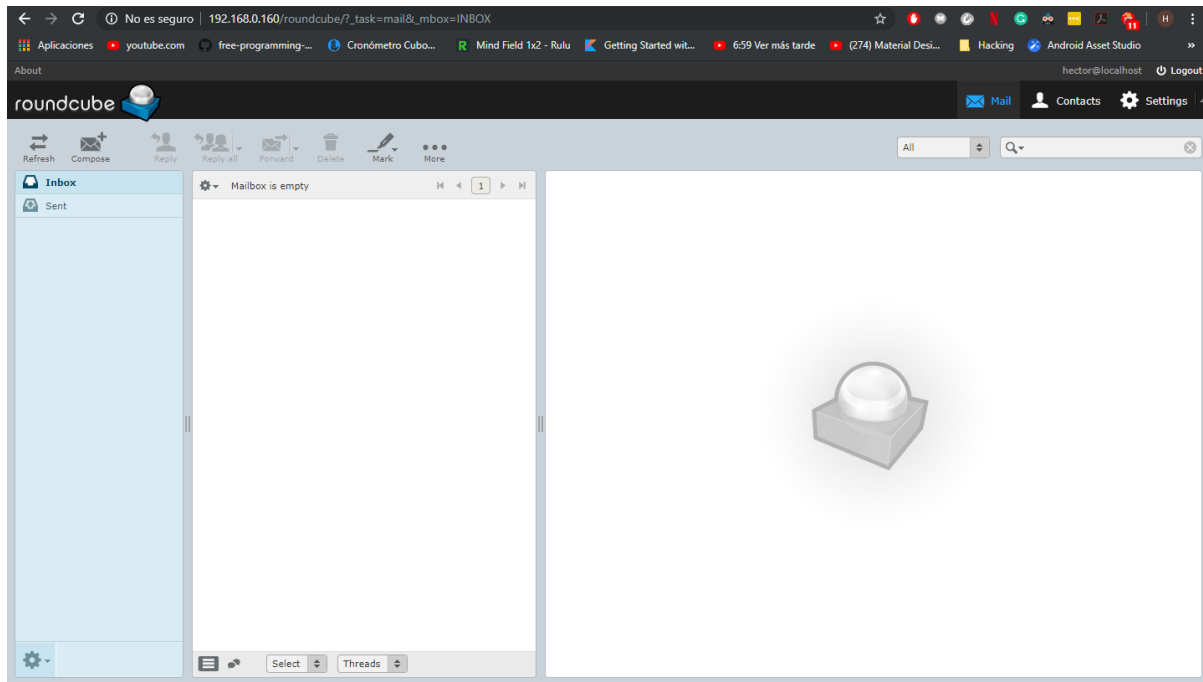 No es seguro | 192.168.0.160/roundcube/?_task=mail&_mbox=INBOX
11 H
Aplicaciones youtube.com free-programming-... Cronómetro Cubo... R Mind Field 1x2 - Rulu Getting Started wit... 6:59 Ver más tarde (274) Material Desi... Hacking Android Asset Studio »
About hector@localhost Logout
roundcube Mail Contacts Settings
Refresh Compose Reply Reply all Forward Delete Mark More All
Inbox Mailbox is empty 1
Sent
Select Threads